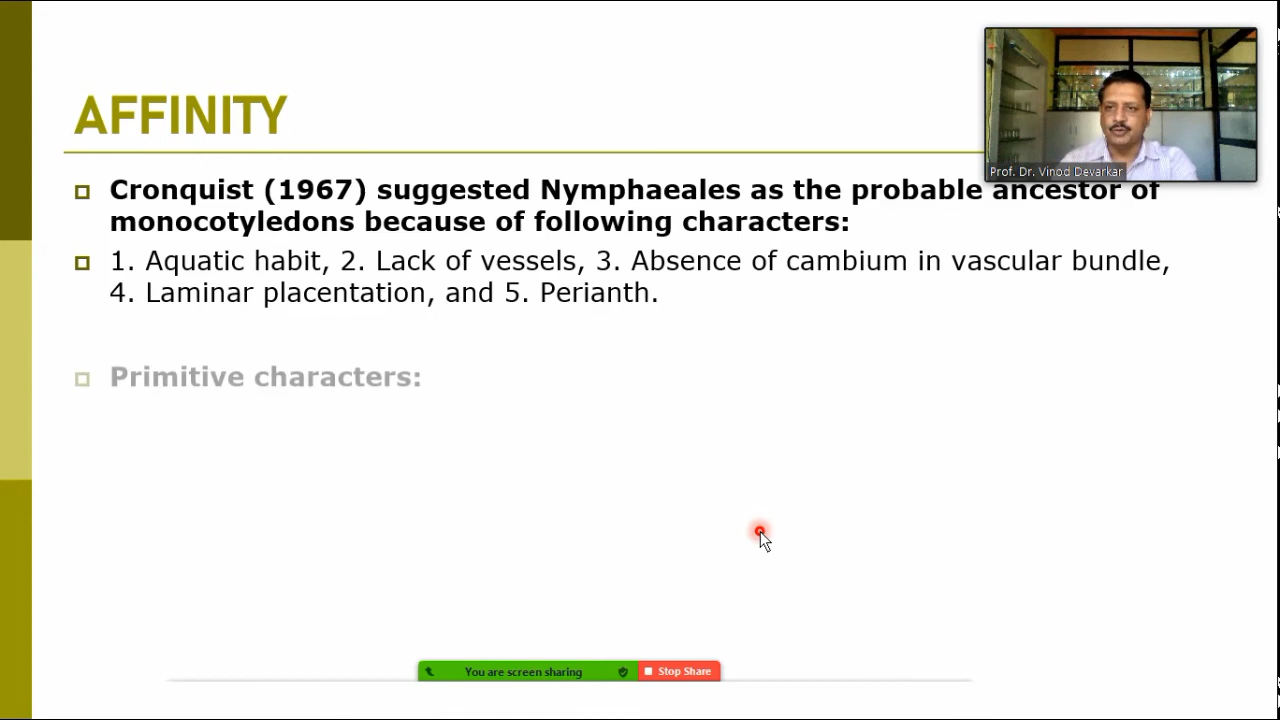 AFFINITY
Prof. Dr. Vinod Devarkar
Cronquist (1967) suggested Nymphaeales as the probable ancestor of
monocotyledons because of following characters:
1. Aquatic habit, 2. Lack of vessels, 3. Absence of cambium in vascular bundle,
4. Laminar placentation, and 5. Perianth.
Primitive characters:
You are screen sharing
Stop Share